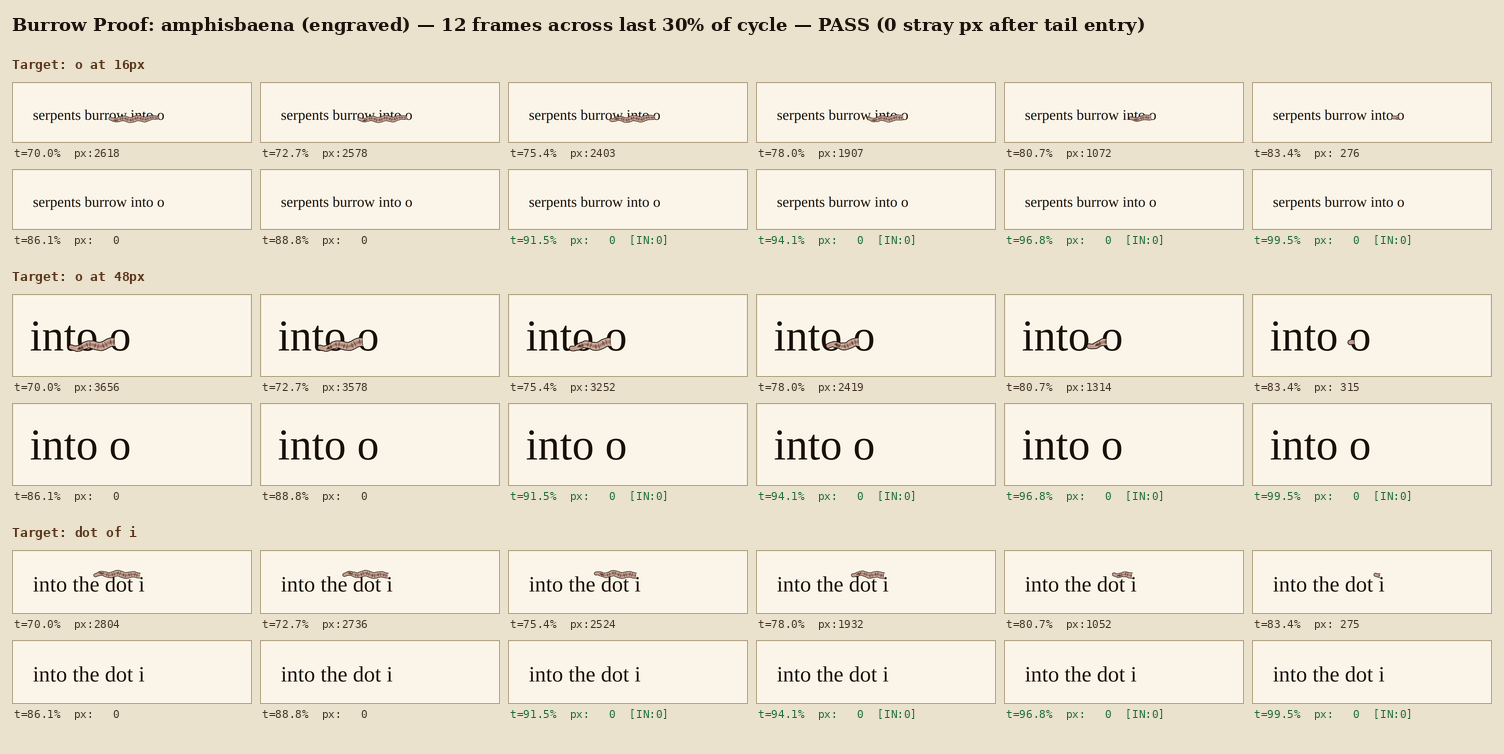 Burrow Proof: amphisbaena (engraved) — 12 frames across last 30% of cycle — PASS (0 stray px after tail entry)
Target: o at 16px
serpents burrow into o serpents burrow into o serpents burrow into o serpents burrow into o serpents burrow into o serpents burrow into o
t=70.0% px:2618 t=72.7% px:2578 t=75.4% px:2403 t=78.0% px:1907 t=80.7% px:1072 t=83.4% px: 276
serpents burrow into o serpents burrow into o serpents burrow into o serpents burrow into o serpents burrow into o serpents burrow into o
t=86.1% px: 0 t=88.8% px: 0 t=91.5% px: 0 [IN:0] t=94.1% px: 0 [IN:0] t=96.8% px: 0 [IN:0] t=99.5% px: 0 [IN:0]
Target: o at 48px
into o into o into o into o into o into o
t=70.0% px:3656 t=72.7% px:3578 t=75.4% px:3252 t=78.0% px:2419 t=80.7% px:1314 t=83.4% px: 315
into o into o into o into o into o into o
t=86.1% px: 0 t=88.8% px: 0 t=91.5% px: 0 [IN:0] t=94.1% px: 0 [IN:0] t=96.8% px: 0 [IN:0] t=99.5% px: 0 [IN:0]
Target: dot of i
into the dot i into the dot i into the dot i into the dot i into the dot i into the dot i
t=70.0% px:2804 t=72.7% px:2736 t=75.4% px:2524 t=78.0% px:1932 t=80.7% px:1052 t=83.4% px: 275
into the dot i into the dot i into the dot i into the dot i into the dot i into the dot i
t=86.1% px: 0 t=88.8% px: 0 t=91.5% px: 0 [IN:0] t=94.1% px: 0 [IN:0] t=96.8% px: 0 [IN:0] t=99.5% px: 0 [IN:0]